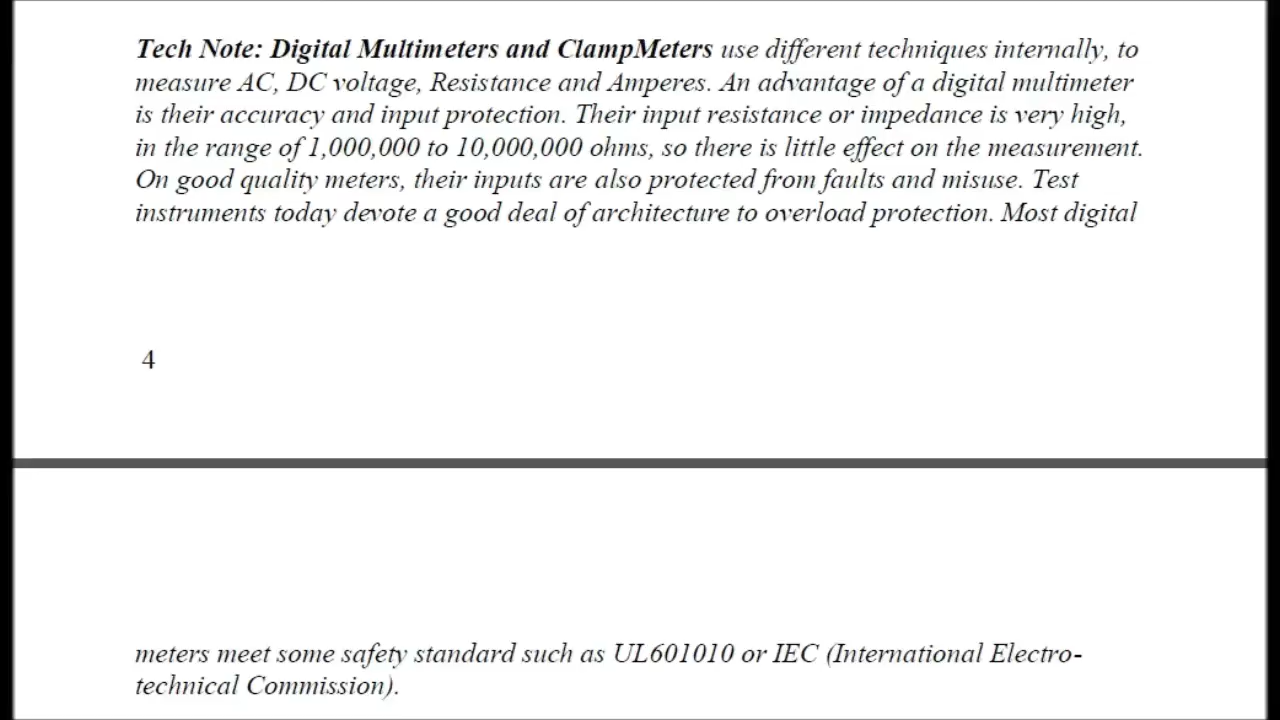 Tech Note: Digital Multimeters and ClampMeters use different techniques internally, to
measure AC, DC voltage, Resistance and Amperes. An advantage of a digital multimeter
is their accuracy and input protection. Their input resistance or impedance is very high,
in the range of 1,000,000 to 10,000,000 ohms, so there is little effect on the measurement.
On good quality meters, their inputs are also protected from faults and misuse. Test
instruments today devote a good deal of architecture to overload protection. Most digital
4
meters meet some safety standard such as UL601010 or IEC (International Electro-
technical Commission).